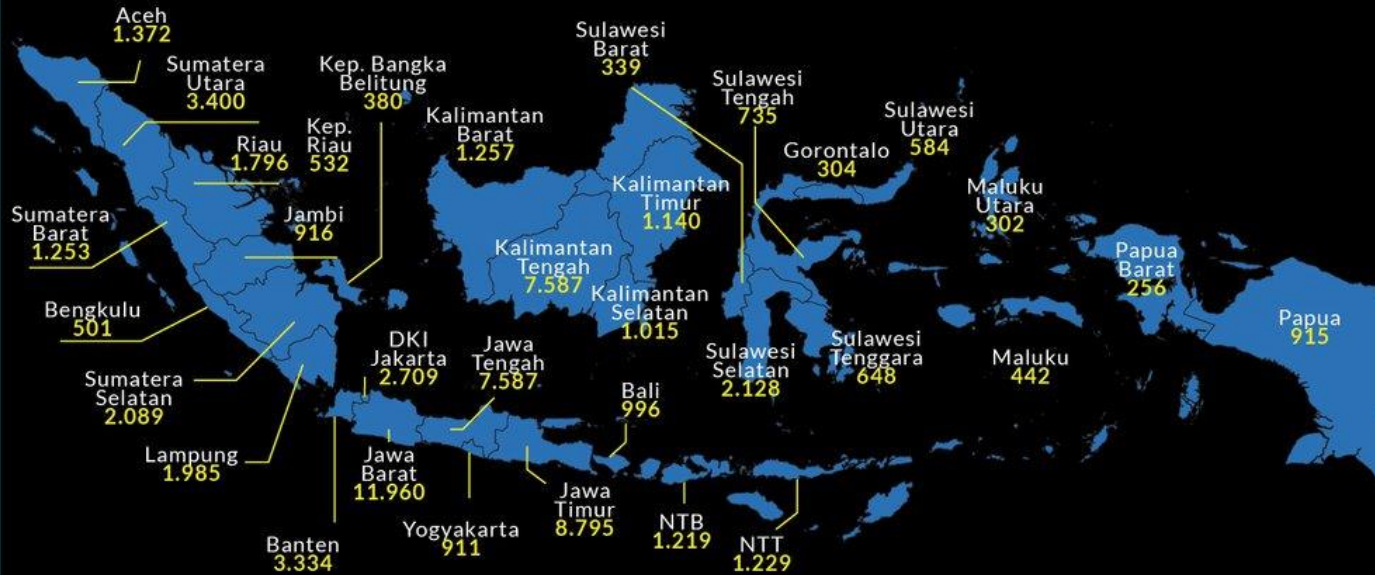 Aceh
1.372
Sumatera
Utara
3.400
Kep. Bangka
Belitung
380
Riau
1.796
Kep.
Riau
532
Sumatera
Barat
1.253
Jambi
916
Bengkulu
501
Sumatera
Selatan
2.089
Lampung
1.985
Banten
3.334
DKI
Jakarta
2.709
Jawa
Barat
11.960
Jawa
Tengah
7.587
Yogyakarta
911
Jawa
Timur
8.795
Bali
996
NTB
1.219
NTT
1.229
Kalimantan
Barat
1.257
Kalimantan
Timur
1.140
Kalimantan
Tengah
7.587
Kalimantan
Selatan
1.015
Sulawesi
Barat
339
Sulawesi
Tengah
735
Gorontalo
304
Sulawesi
Utara
584
Sulawesi
Selatan
2.128
Sulawesi
Tenggara
648
Maluku
Utara
302
Maluku
442
Papua
Barat
256
Papua
915